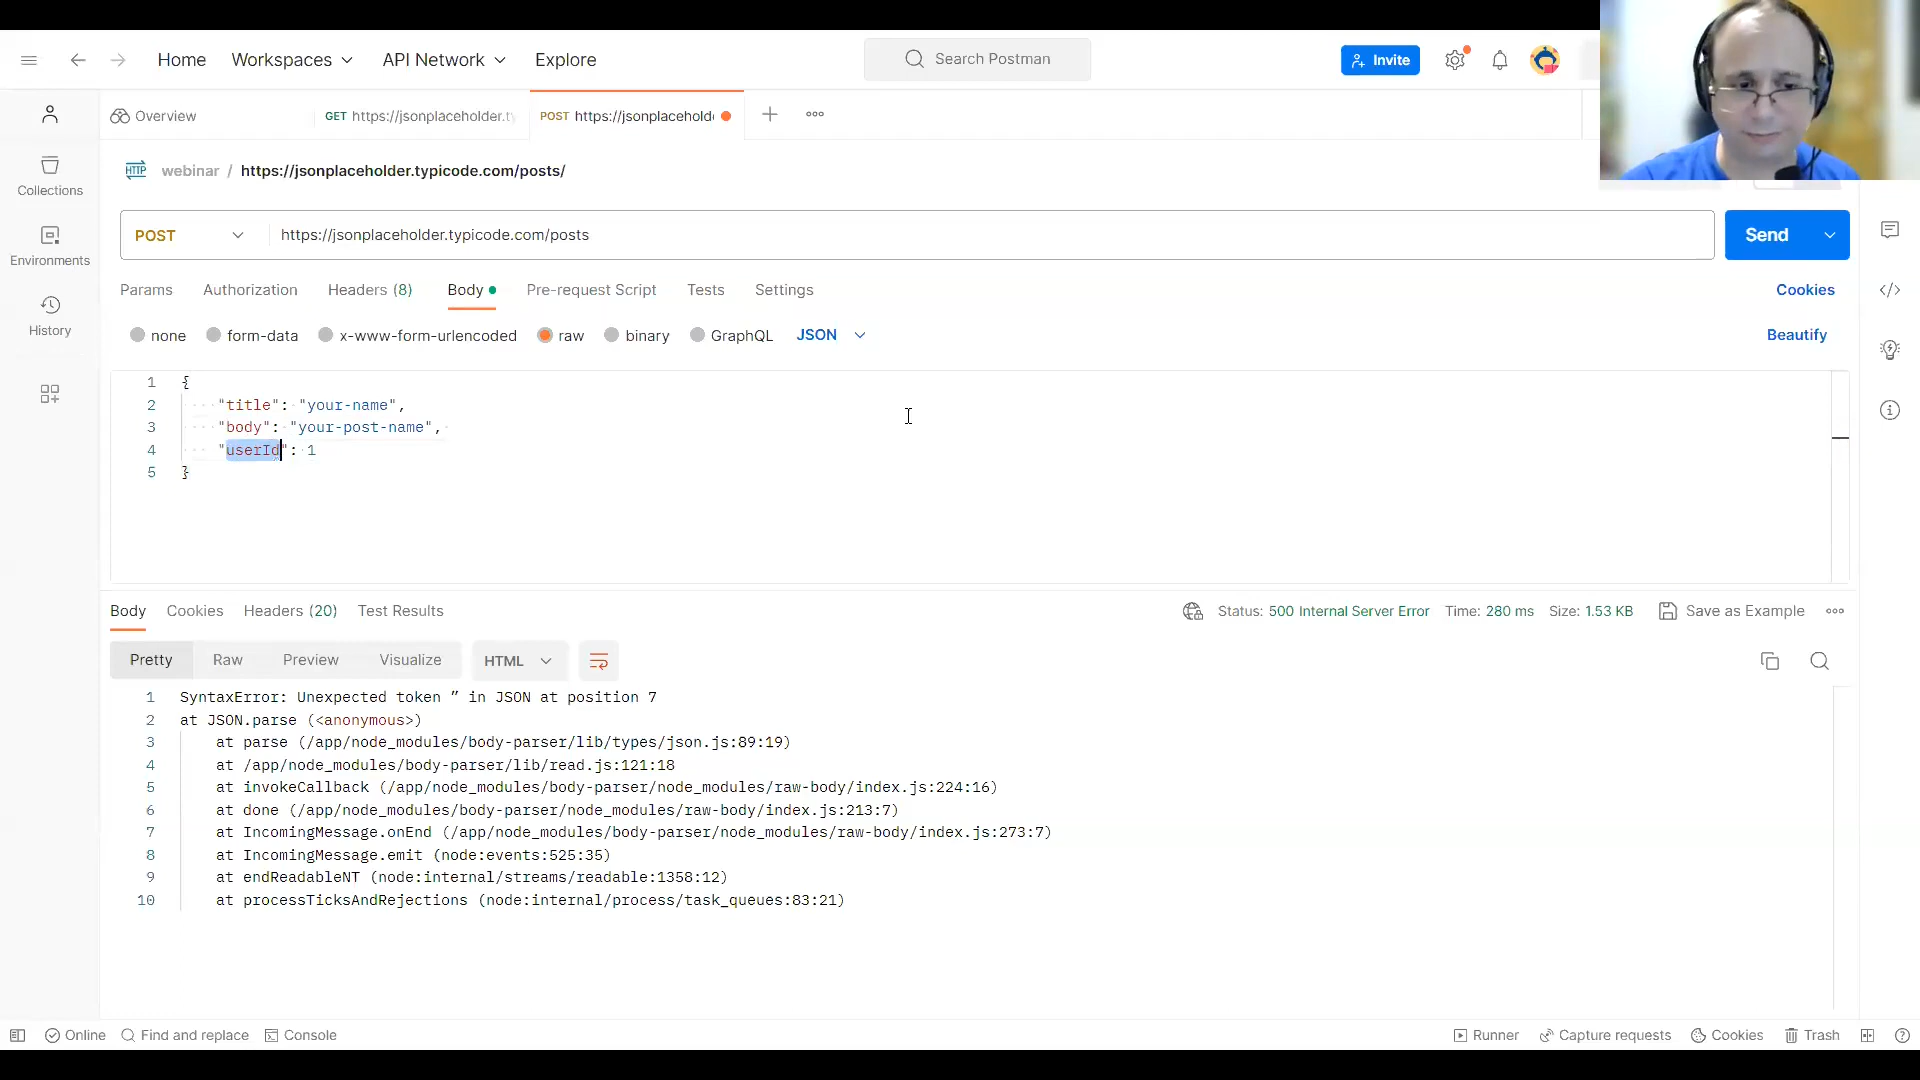 Home Workspaces API Network Explore Search Postman Invite
Overview GET https://jsonplaceholder.ty POST https://jsonplacehold
HTTP webinar / https://jsonplaceholder.typicode.com/posts/
Collections
Environments
History
POST https://jsonplaceholder.typicode.com/posts Send
Params Authorization Headers (8) Body Pre-request Script Tests Settings Cookies
none form-data x-www-form-urlencoded raw binary GraphQL JSON Beautify
1 {
2 "title": "your-name",
3 "body": "your-post-name",
4 "userId": 1
5 }
Body Cookies Headers (20) Test Results Status: 500 Internal Server Error Time: 280 ms Size: 1.53 KB Save as Example
Pretty Raw Preview Visualize HTML
1 SyntaxError: Unexpected token ” in JSON at position 7
2 at JSON.parse (<anonymous>)
3 at parse (/app/node_modules/body-parser/lib/types/json.js:89:19)
4 at /app/node_modules/body-parser/lib/read.js:121:18
5 at invokeCallback (/app/node_modules/body-parser/node_modules/raw-body/index.js:224:16)
6 at done (/app/node_modules/body-parser/node_modules/raw-body/index.js:213:7)
7 at IncomingMessage.onEnd (/app/node_modules/body-parser/node_modules/raw-body/index.js:273:7)
8 at IncomingMessage.emit (node:events:525:35)
9 at endReadableNT (node:internal/streams/readable:1358:12)
10 at processTicksAndRejections (node:internal/process/task_queues:83:21)
Online Find and replace Console Runner Capture requests Cookies Trash